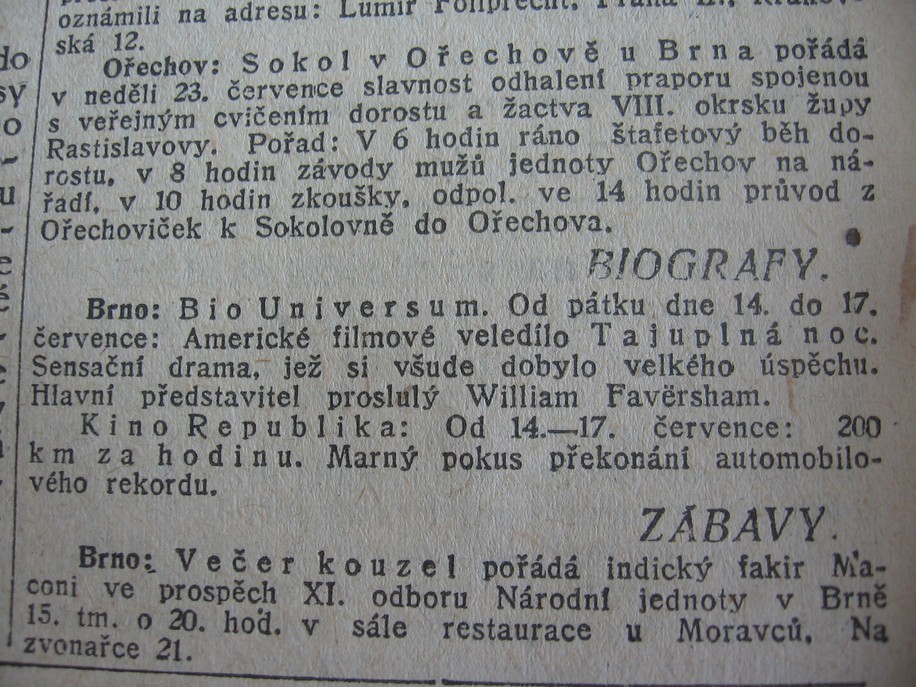 oznámili na adresu: Lumír
ská 12.
Ořechov: Sokol v Ořechově u Brna pořádá
v neděli 23. července slavnost odhalení praporu spojenou
s veřejným cvičením dorostu a žactva VIII. okrsku župy
Rastislavovy. Pořad: V 6 hodin ráno štafetový běh do-
rostu, v 8 hodin závody mužů jednoty Ořechov na ná-
řadí, v 10 hodin zkoušky, odpol. ve 14 hodin průvod z
Ořechoviček k Sokolovně do Ořechova.
BIOGRAFY.
Brno: Bio Universum. Od pátku dne 14. do 17.
července: Americké filmové veledílo Tajuplná noc.
Sensační drama, jež si všude dobylo velkého úspěchu.
Hlavní představitel proslulý William Favërsham.
Kino Republika: Od 14.—17. července: 200
km za hodinu. Marný pokus překonání automobilo-
vého rekordu.
ZÁBAVY.
Brno: Večer kouzel pořádá indický fakir Ma-
coni ve prospěch XI. odboru Národní jednoty v Brně
15. tm. o 20. hod. v sále restaurace u Moravců, Na
zvonařce 21.